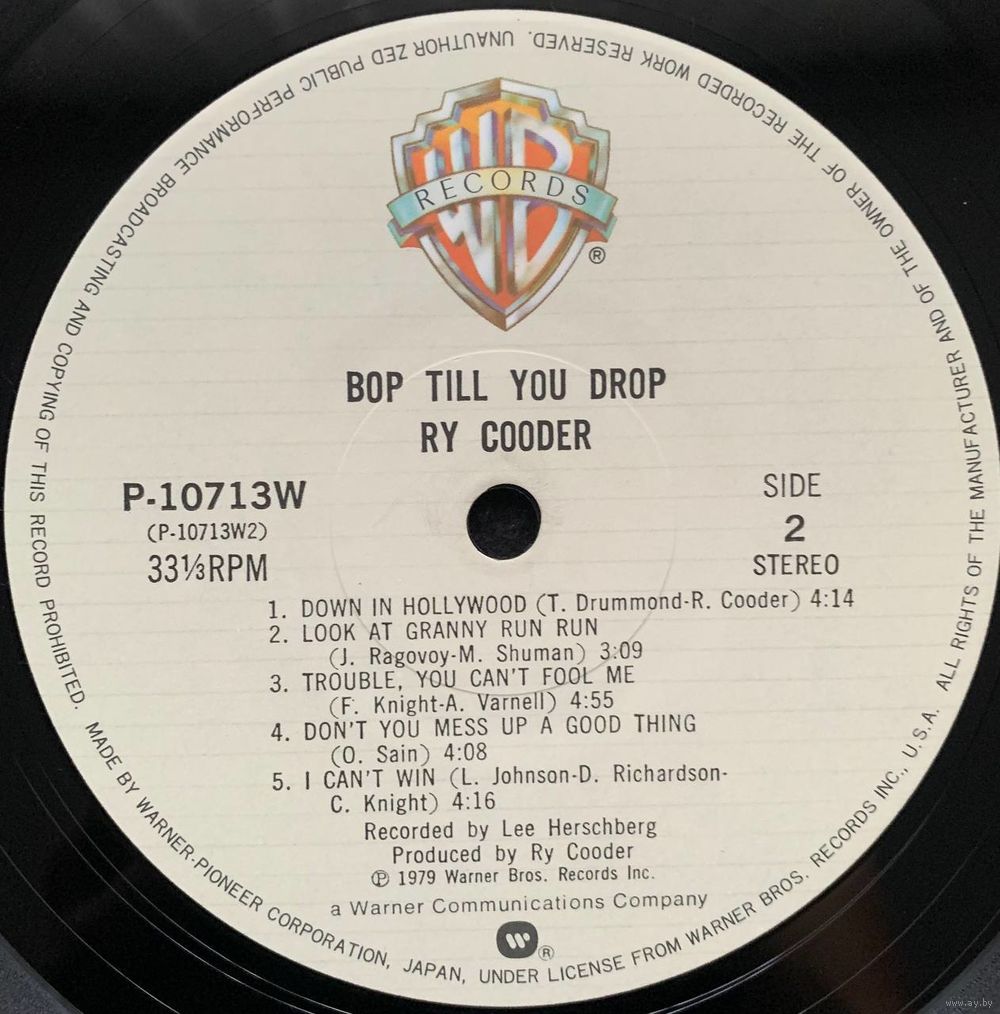 RECORDS
®
BOP TILL YOU DROP
RY COODER
P-10713W
(P-10713W2)
33⅓RPM
SIDE
2
STEREO
1. DOWN IN HOLLYWOOD (T. Drummond-R. Cooder) 4:14
2. LOOK AT GRANNY RUN RUN
(J. Ragovoy-M. Shuman) 3:09
3. TROUBLE, YOU CAN'T FOOL ME
(F. Knight-A. Varnell) 4:55
4. DON'T YOU MESS UP A GOOD THING
(O. Sain) 4:08
5. I CAN'T WIN (L. Johnson-D. Richardson-
C. Knight) 4:16
Recorded by Lee Herschberg
Produced by Ry Cooder
℗ 1979 Warner Bros. Records Inc.
a Warner Communications Company
®
MADE BY WARNER-PIONEER CORPORATION, JAPAN, UNDER LICENSE FROM WARNER BROS. RECORDS INC., U.S.A. ALL RIGHTS OF THE MANUFACTURER AND OF THE OWNER OF THE RECORDED WORK RESERVED. UNAUTHOR ZED PUBLIC PERFORMANCE BROADCASTING AND COPYING OF THIS RECORD PROHIBITED.
www.ay.by